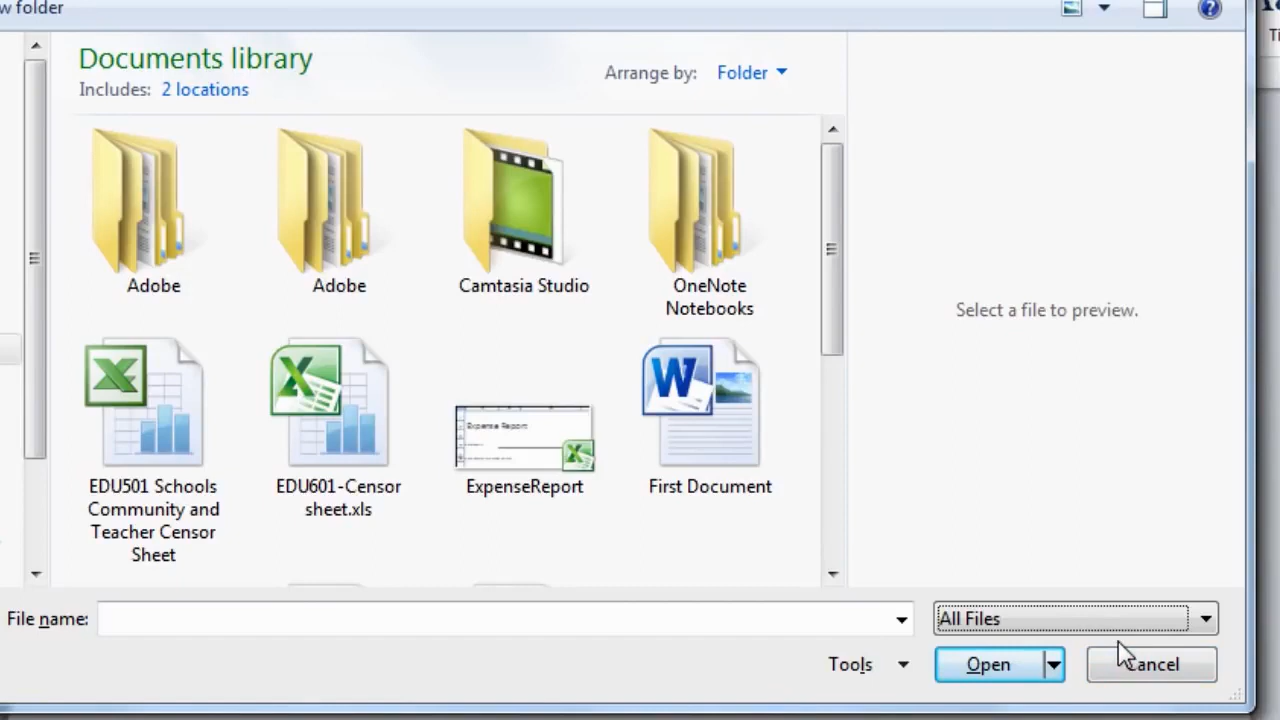 w folder
Documents library
Includes: 2 locations
Arrange by: Folder
Adobe
Adobe
Camtasia Studio
OneNote
Notebooks
Select a file to preview.
Expense Report
EDU501 Schools
Community and
Teacher Censor
Sheet
EDU601-Censor
sheet.xls
ExpenseReport
First Document
File name:
All Files
Tools
Open
Cancel